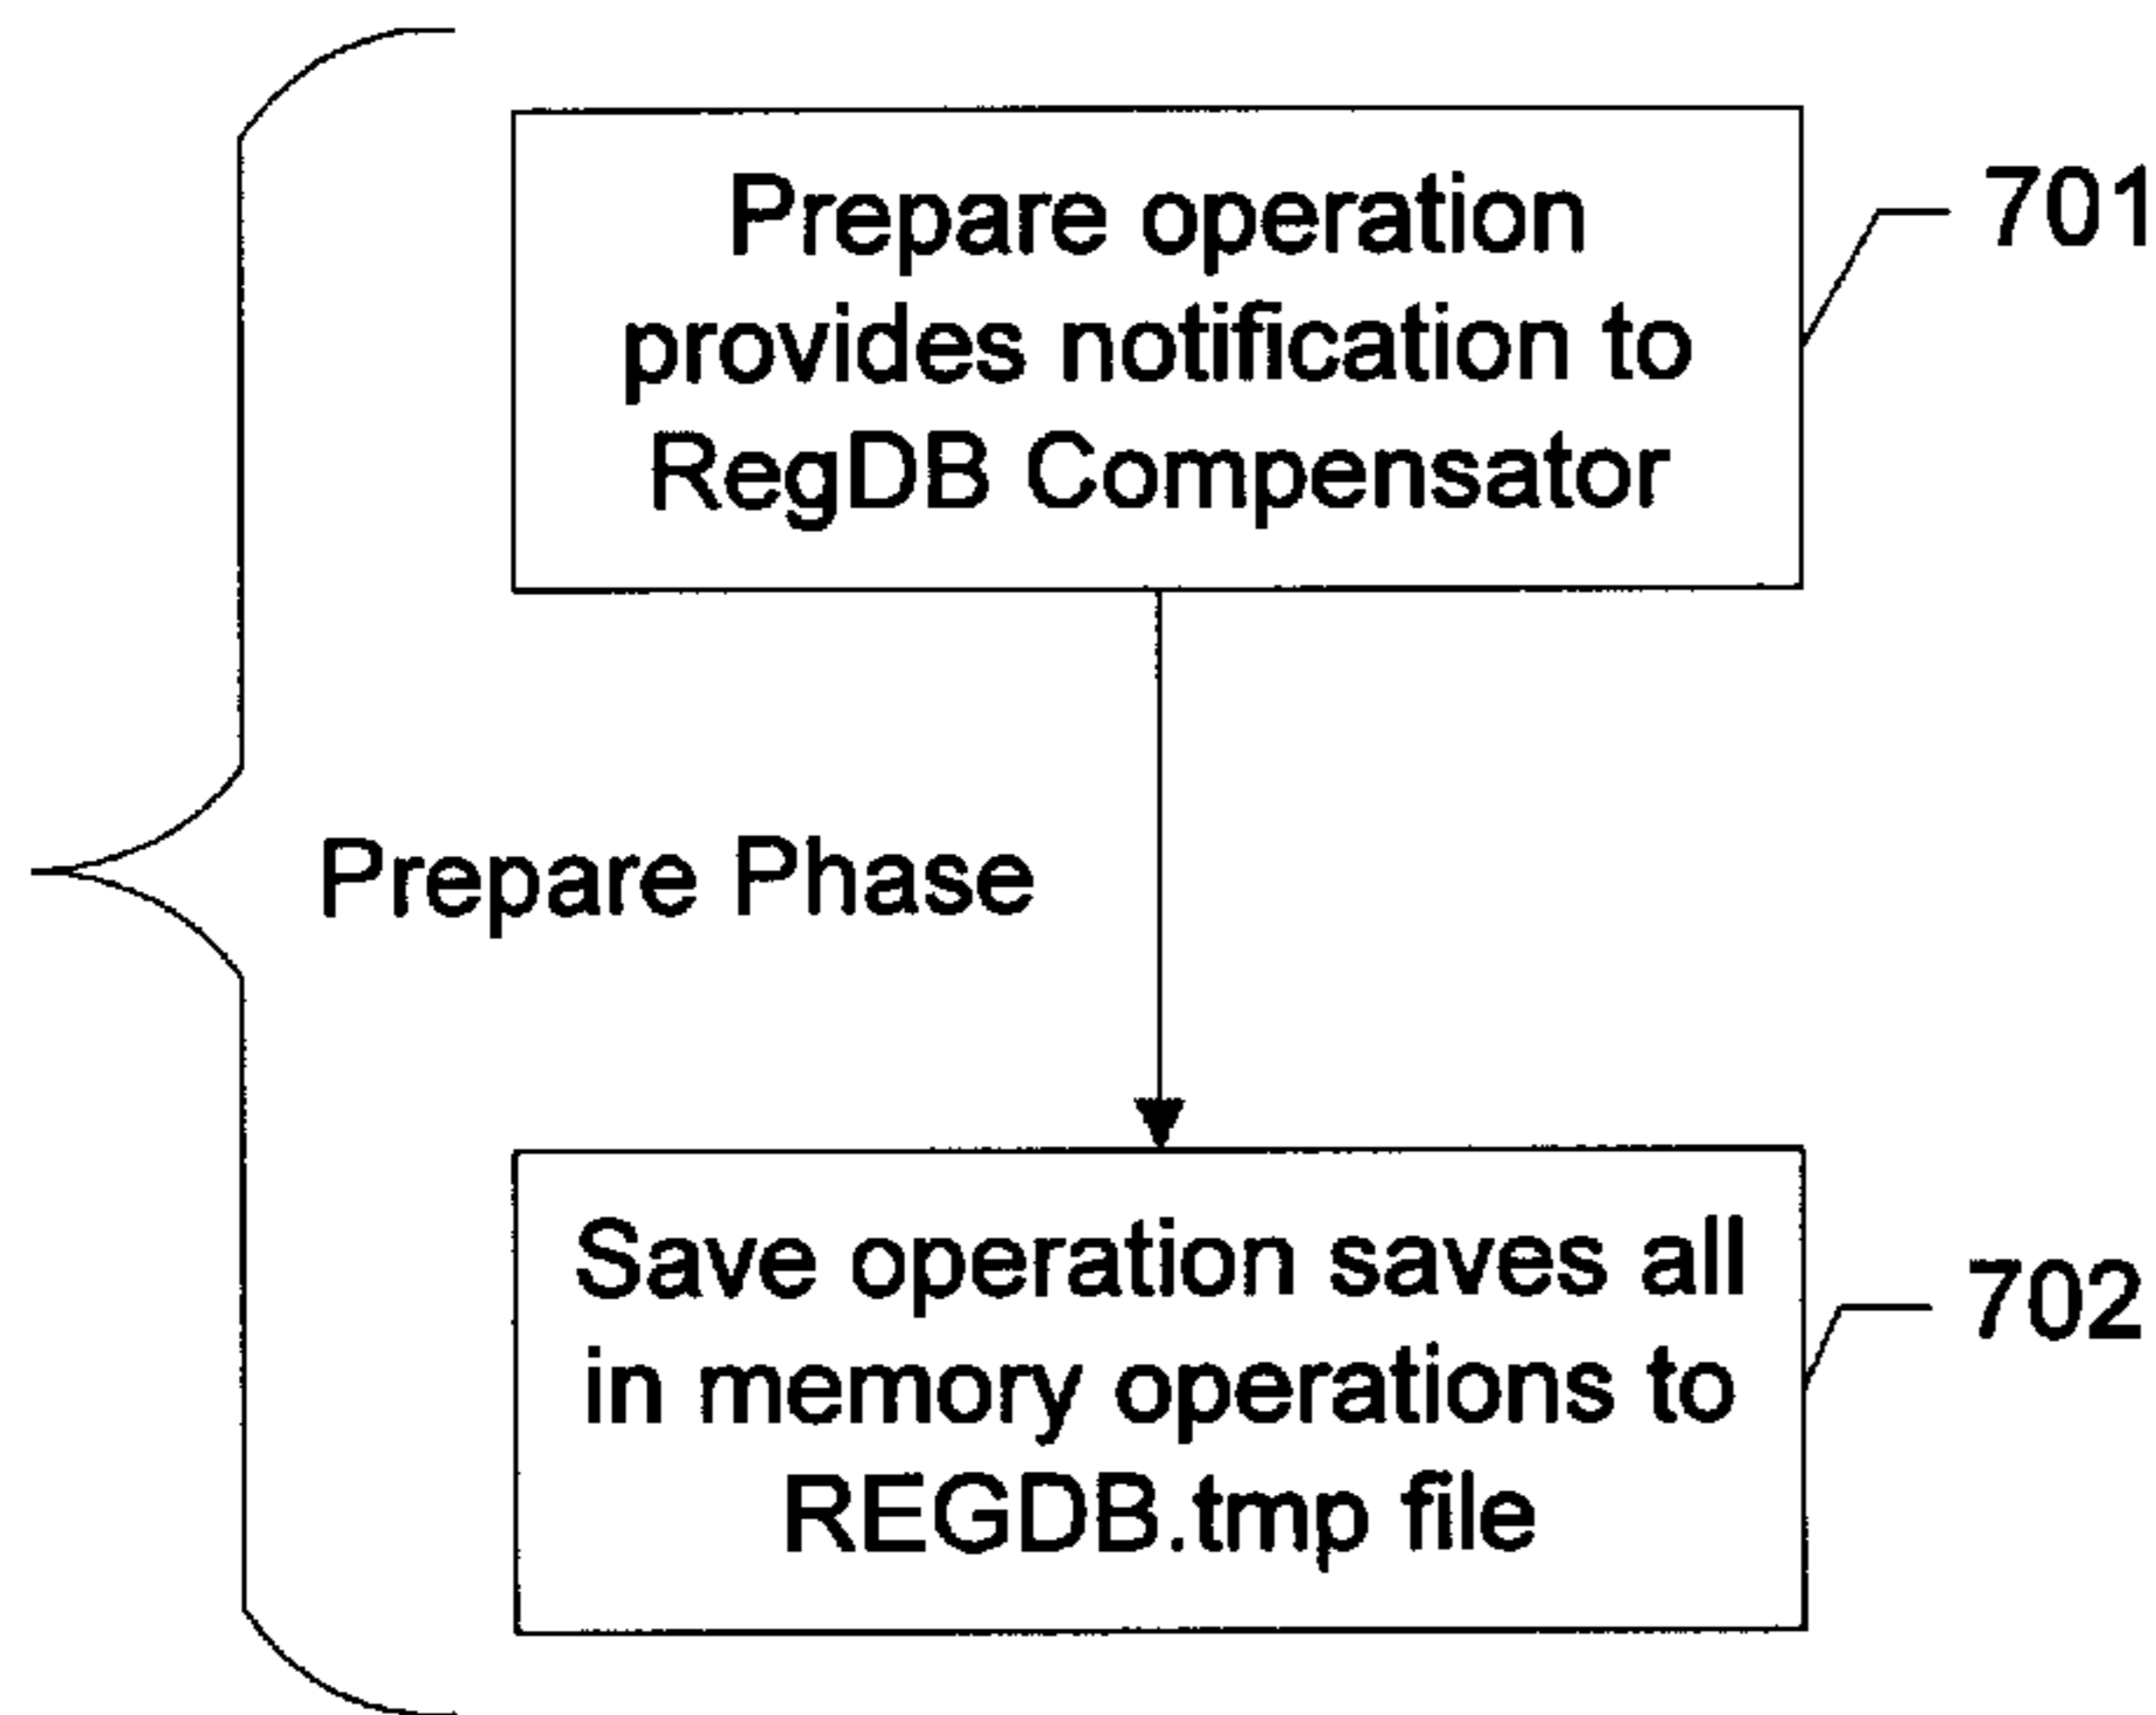 Prepare operation
provides notification to
RegDB Compensator
701
Prepare Phase
Save operation saves all
in memory operations to
REGDB.tmp file
702